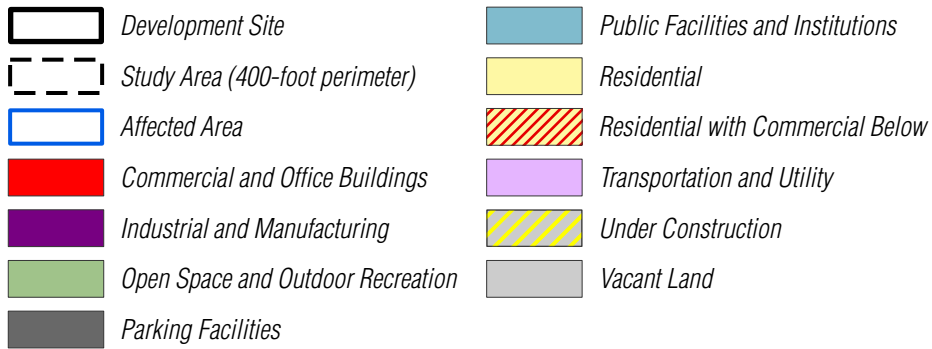 Development Site
Study Area (400-foot perimeter)
Affected Area
Commercial and Office Buildings
Industrial and Manufacturing
Open Space and Outdoor Recreation
Parking Facilities
Public Facilities and Institutions
Residential
Residential with Commercial Below
Transportation and Utility
Under Construction
Vacant Land